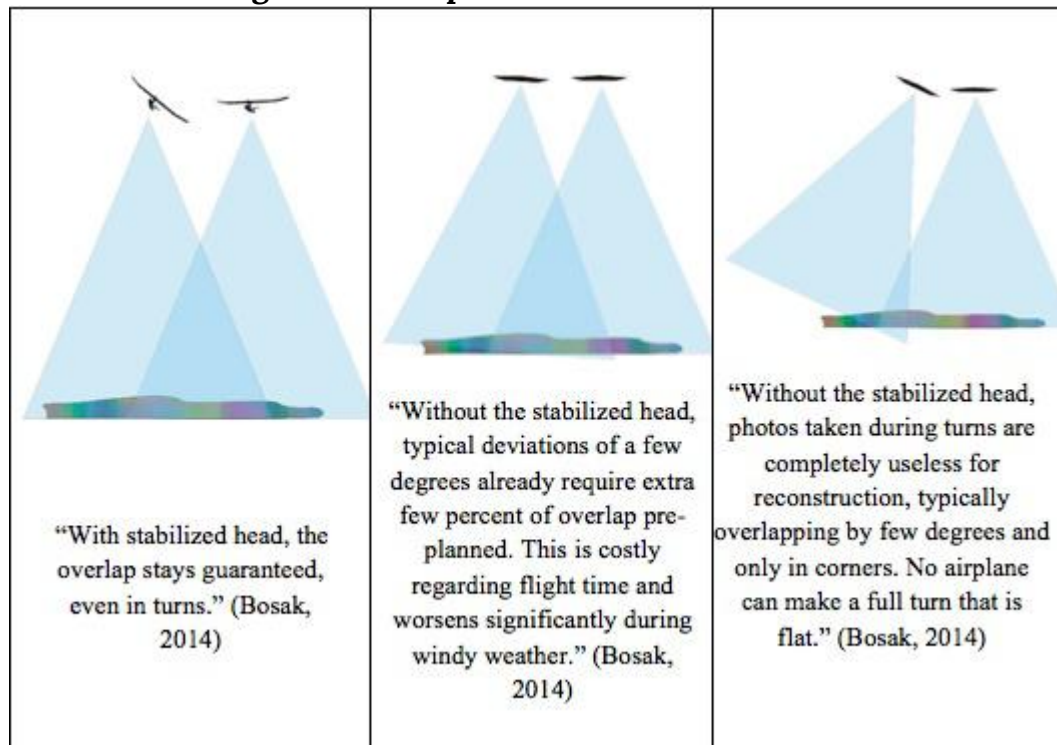 “With stabilized head, the
overlap stays guaranteed,
even in turns.” (Bosak,
2014)
“Without the stabilized head,
typical deviations of a few
degrees already require extra
few percent of overlap pre-
planned. This is costly
regarding flight time and
worsens significantly during
windy weather.” (Bosak,
2014)
“Without the stabilized head,
photos taken during turns are
completely useless for
reconstruction, typically
overlapping by few degrees and
only in corners. No airplane
can make a full turn that is
flat.” (Bosak, 2014)